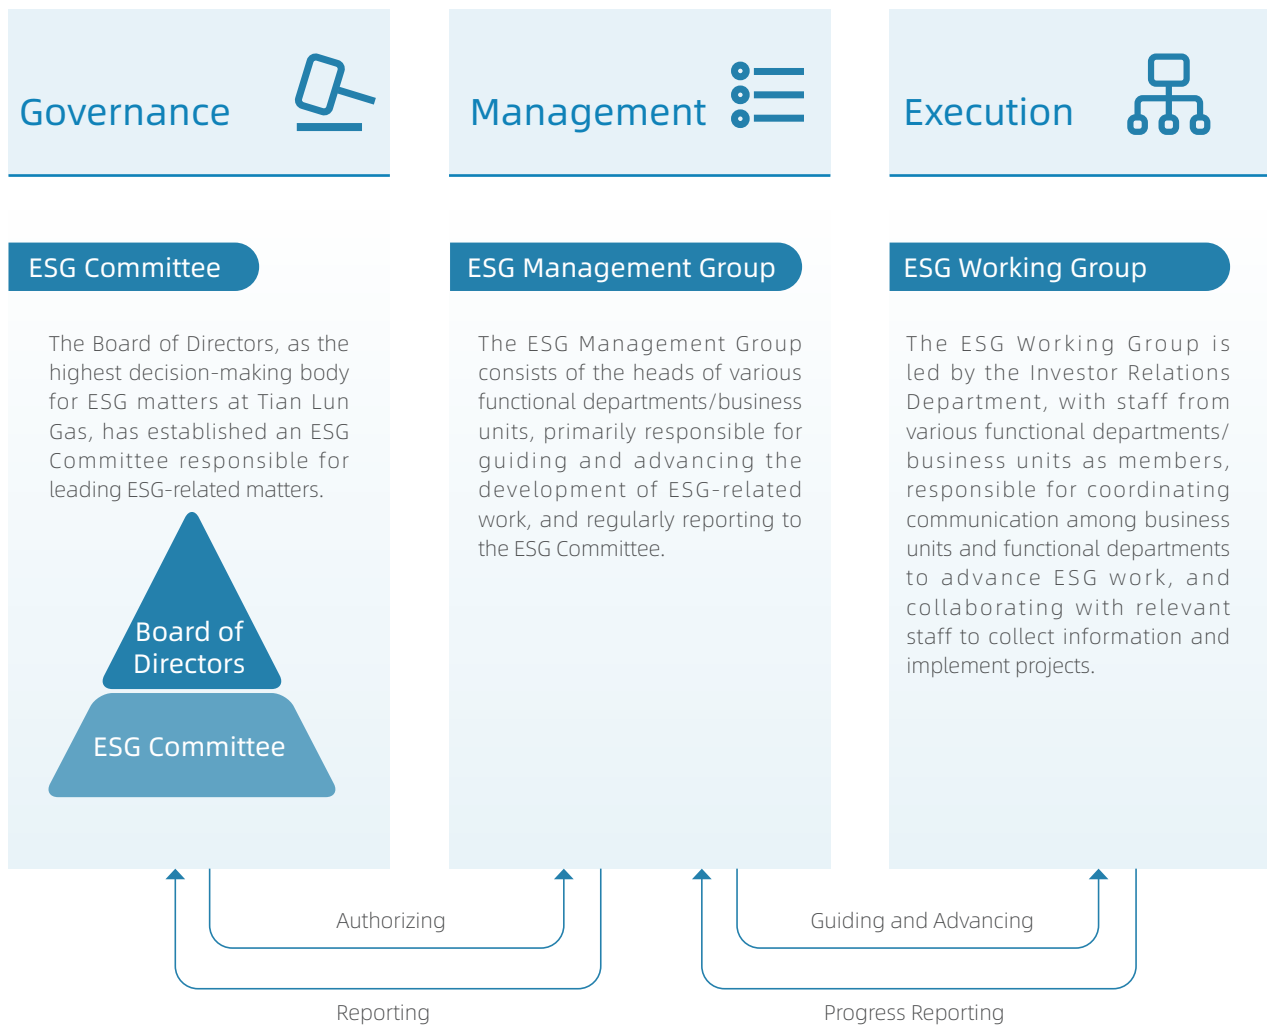 Governance
ESG Committee
The Board of Directors, as the
highest decision-making body
for ESG matters at Tian Lun
Gas, has established an ESG
Committee responsible for
leading ESG-related matters.
Board of
Directors
ESG Committee
Management
ESG Management Group
The ESG Management Group
consists of the heads of various
functional departments/business
units, primarily responsible for
guiding and advancing the
development of ESG-related
work, and regularly reporting to
the ESG Committee.
Execution
ESG Working Group
The ESG Working Group is
led by the Investor Relations
Department, with staff from
various functional departments/
business units as members,
responsible for coordinating
communication among business
units and functional departments
to advance ESG work, and
collaborating with relevant
staff to collect information and
implement projects.
Authorizing
Reporting
Guiding and Advancing
Progress Reporting